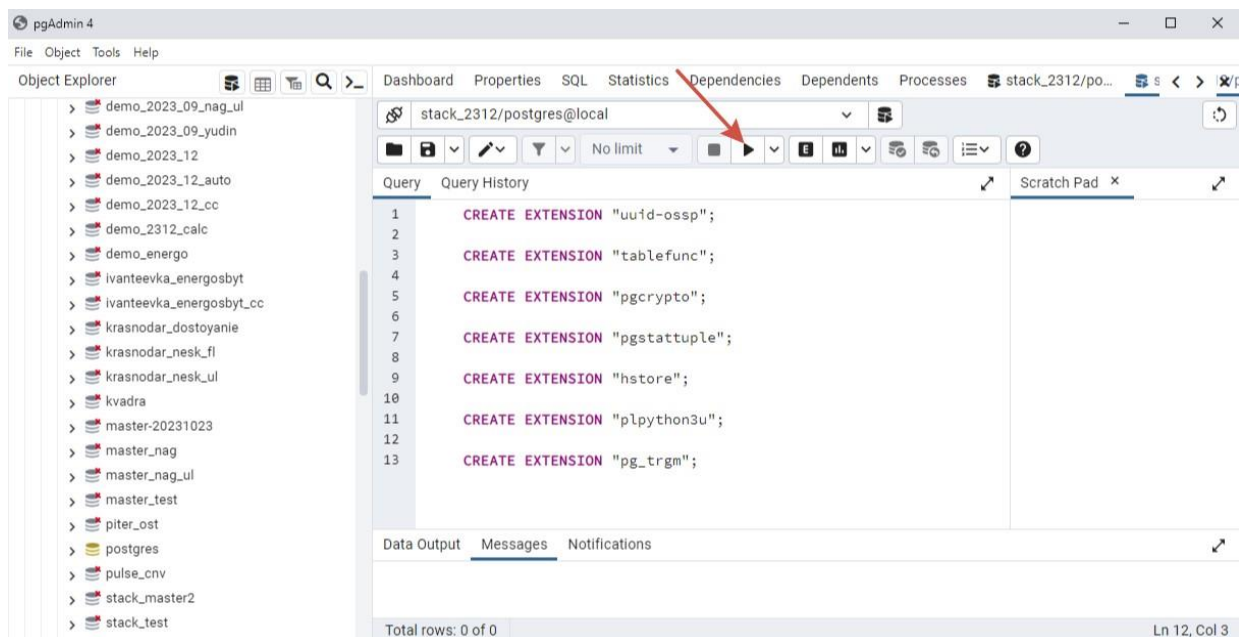 pgAdmin 4
File Object Tools Help
Object Explorer
demo_2023_09_nag_ul
demo_2023_09_yudin
demo_2023_12
demo_2023_12_auto
demo_2023_12_cc
demo_2312_calc
demo_energo
ivanteevka_energosbyt
ivanteevka_energosbyt_cc
krasnodar_dostoyanie
krasnodar_nesk_fl
krasnodar_nesk_ul
kvadra
master-20231023
master_nag
master_nag_ul
master_test
piter_ost
postgres
pulse_cnv
stack_master2
stack_test
Dashboard Properties SQL Statistics Dependencies Dependents Processes stack_2312/po... s
stack_2312/postgres@local
No limit
Query Query History
Scratch Pad
1 CREATE EXTENSION "uuid-ossp";
2
3 CREATE EXTENSION "tablefunc";
4
5 CREATE EXTENSION "pgcrypto";
6
7 CREATE EXTENSION "pgstattuple";
8
9 CREATE EXTENSION "hstore";
10
11 CREATE EXTENSION "plpython3u";
12
13 CREATE EXTENSION "pg_trgm";
Data Output Messages Notifications
Total rows: 0 of 0
Ln 12, Col 3